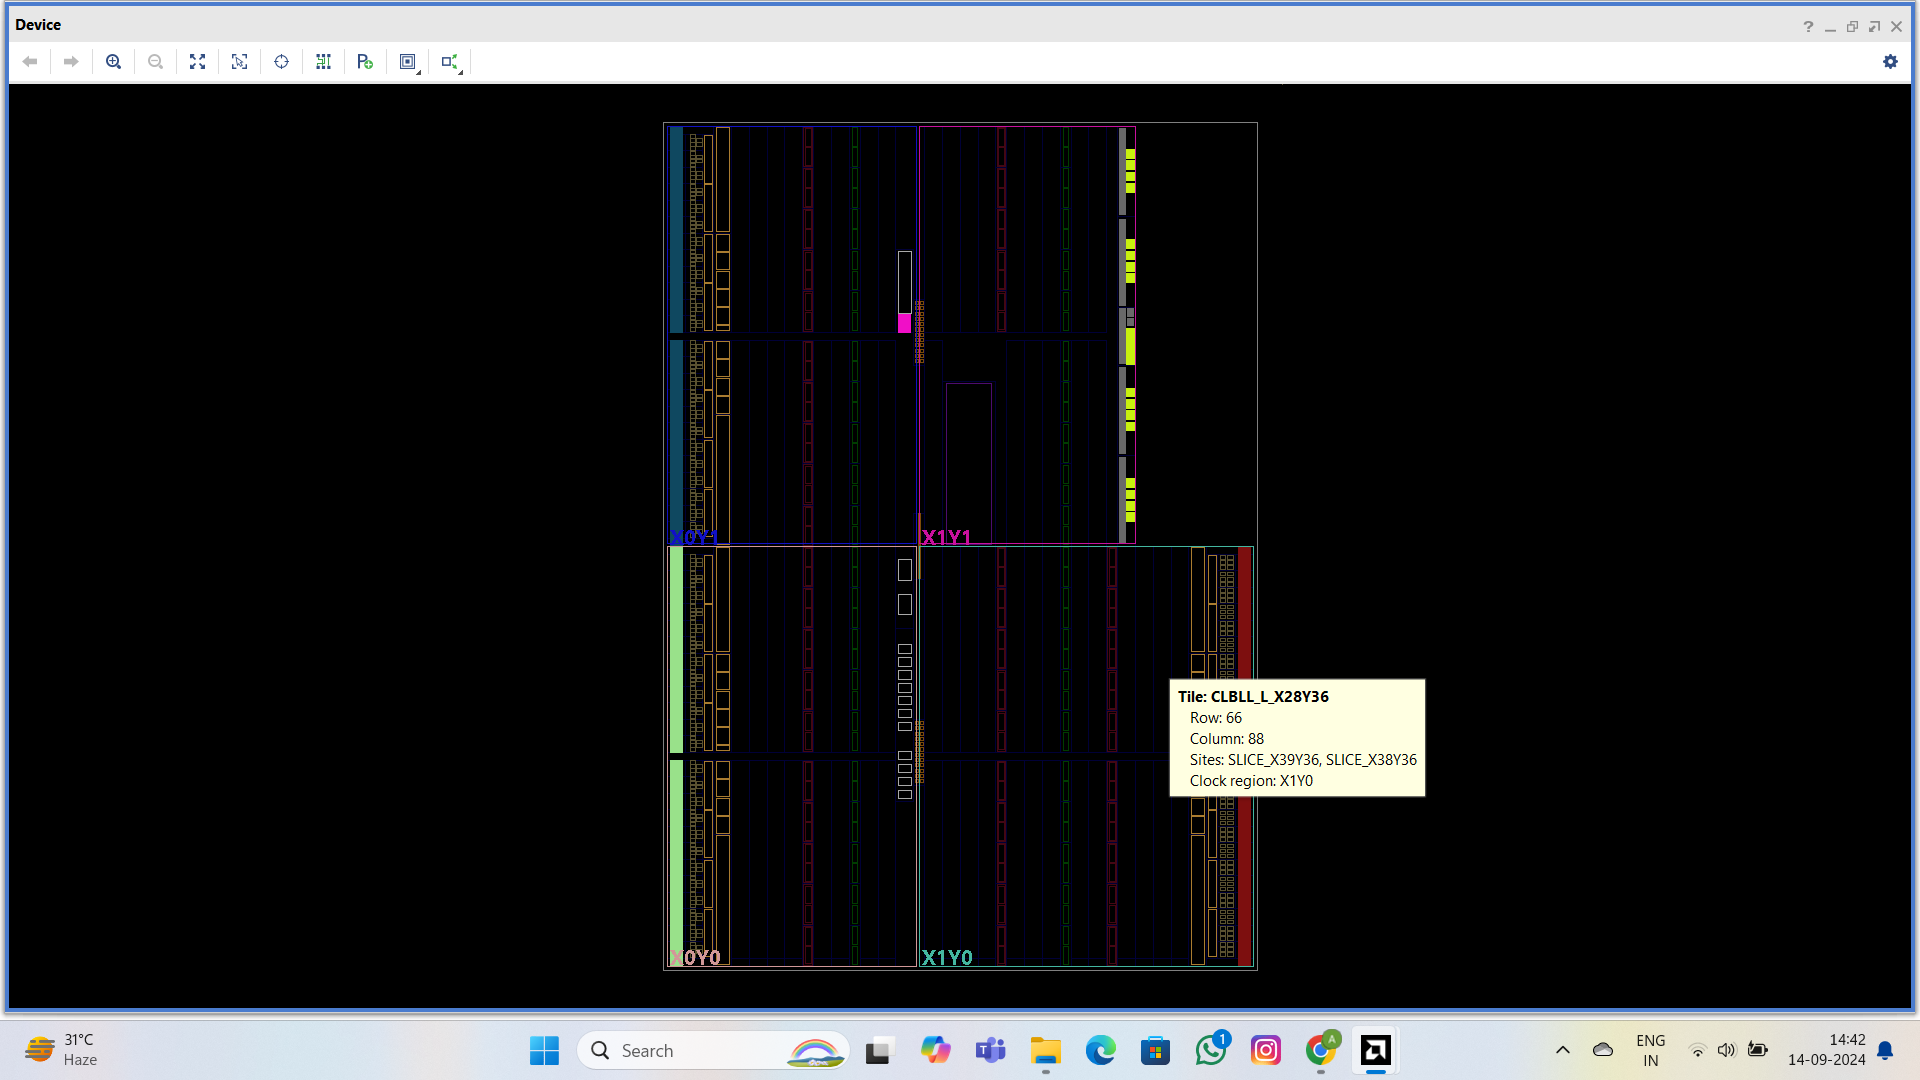 Device
X0Y1
X1Y1
Tile: CLBLL_L_X28Y36
Row: 66
Column: 88
Sites: SLICE_X39Y36, SLICE_X38Y36
Clock region: X1Y0
X0Y0
X1Y0
31°C
Haze
Search
1
A
ENG
IN
14:42
14-09-2024